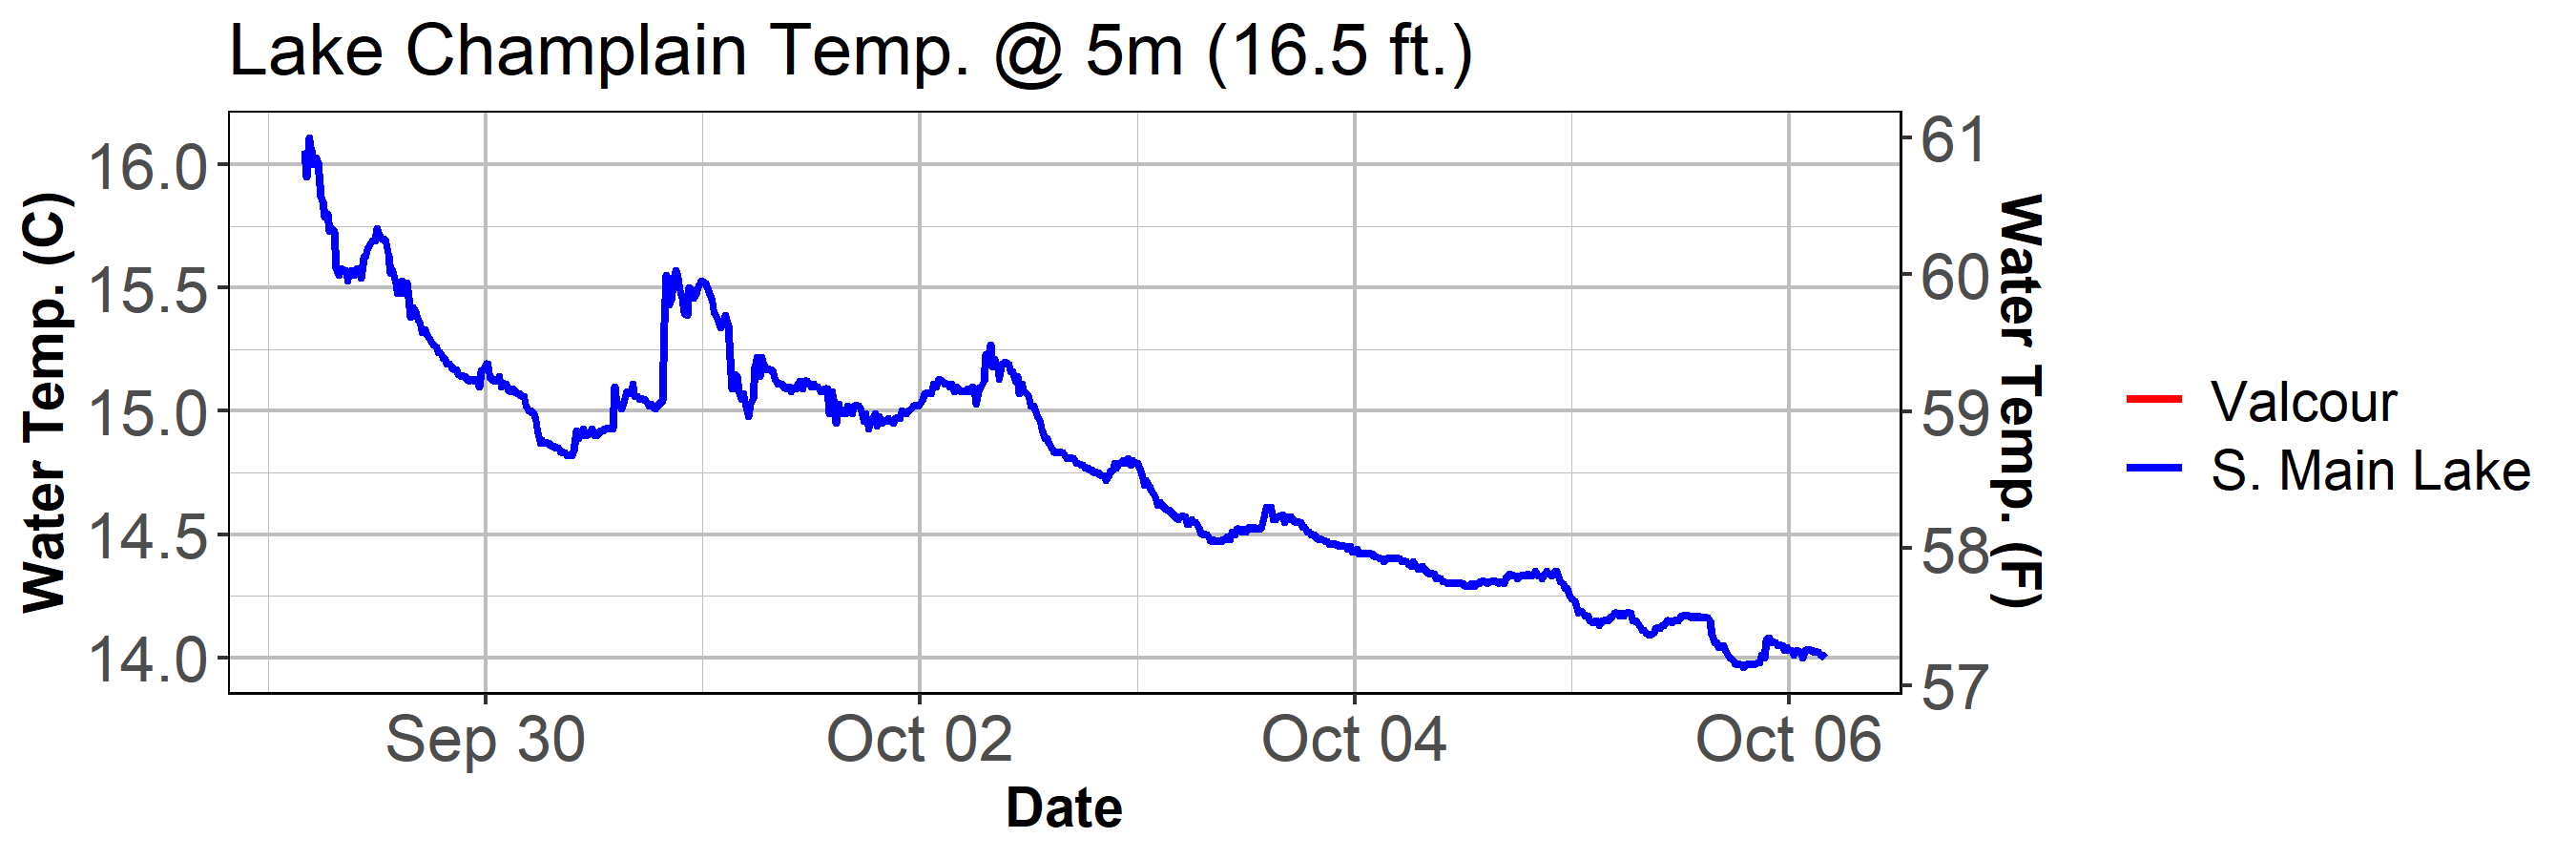 Lake Champlain Temp. @ 5m (16.5 ft.)
Water Temp. (C)
16.0
15.5
15.0
14.5
14.0
61
60
59
58
57
Water Temp. (F)
Sep 30
Oct 02
Oct 04
Oct 06
Date
Valcour
S. Main Lake